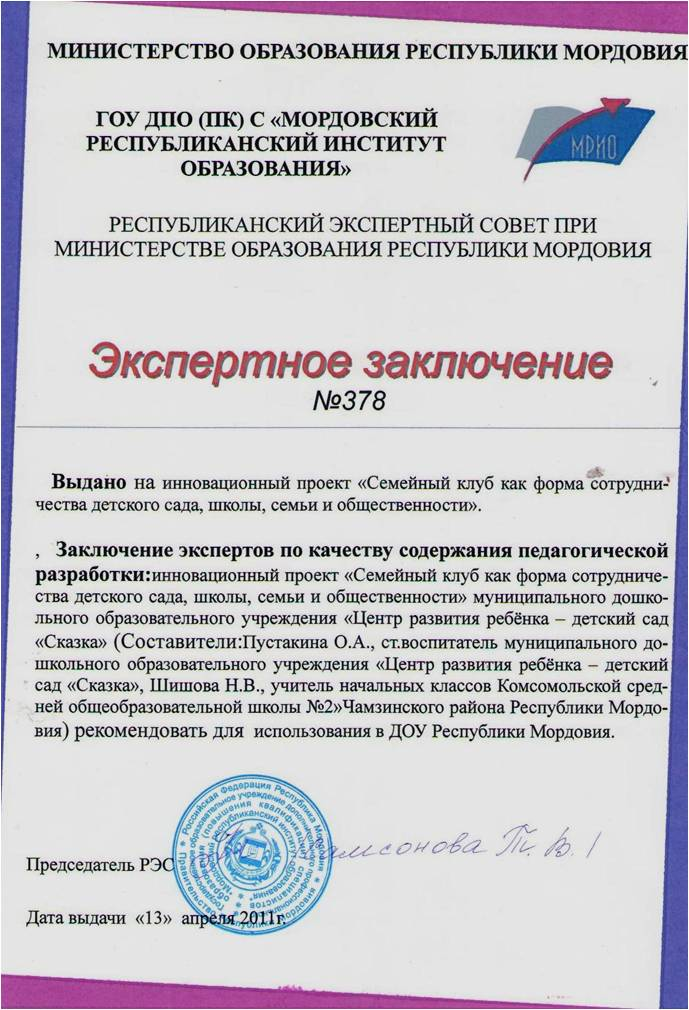 МИНИСТЕРСТВО ОБРАЗОВАНИЯ РЕСПУБЛИКИ МОРДОВИЯ
ГОУ ДПО (ПК) С «МОРДОВСКИЙ
РЕСПУБЛИКАНСКИЙ ИНСТИТУТ
ОБРАЗОВАНИЯ»
МРИО
РЕСПУБЛИКАНСКИЙ ЭКСПЕРТНЫЙ СОВЕТ ПРИ
МИНИСТЕРСТВЕ ОБРАЗОВАНИЯ РЕСПУБЛИКИ МОРДОВИЯ
Экспертное заключение
№378
Выдано на инновационный проект «Семейный клуб как форма сотрудни-
чества детского сада, школы, семьи и общественности».
, Заключение экспертов по качеству содержания педагогической
разработки:инновационный проект «Семейный клуб как форма сотрудниче-
ства детского сада, школы, семьи и общественности» муниципального дошко-
льного образовательного учреждения «Центр развития ребёнка – детский сад
«Сказка» (Составители:Пустакина О.А., ст.воспитатель муниципального до-
школьного образовательного учреждения «Центр развития ребёнка – детский
сад «Сказка», Шишова Н.В., учитель начальных классов Комсомольской сред-
ней общеобразовательной школы №2»Чамзинского района Республики Мордо-
вия) рекомендовать для использования в ДОУ Республики Мордовия.
Председатель РЭС
Самсонова Т. В.
Дата выдачи «13» апреля 2011г.